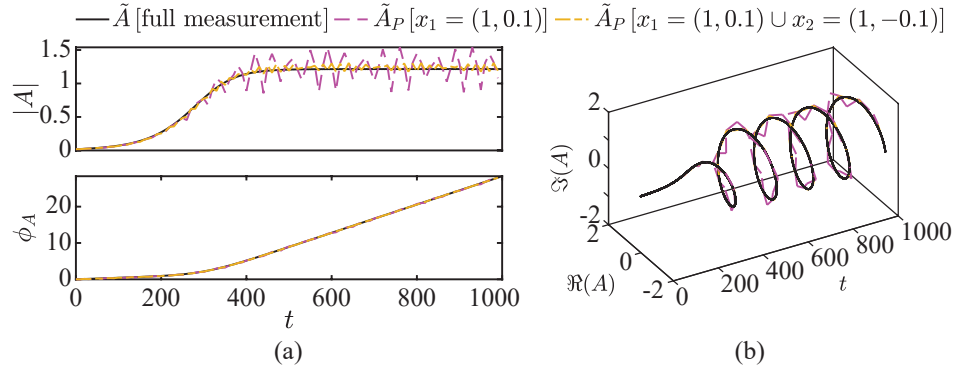 Ã [full measurement] Ã_P [x_1 = (1, 0.1)] Ã_P [x_1 = (1, 0.1) ∪ x_2 = (1, −0.1)]
1.5
1
0.5
0
|A|
20
10
0
ϕ_A
0 200 400 600 800 1000
t
(a)
2
0
-2
ℑ(A)
2
0
-2
ℜ(A)
0 200 400 600 800 1000
t
(b)